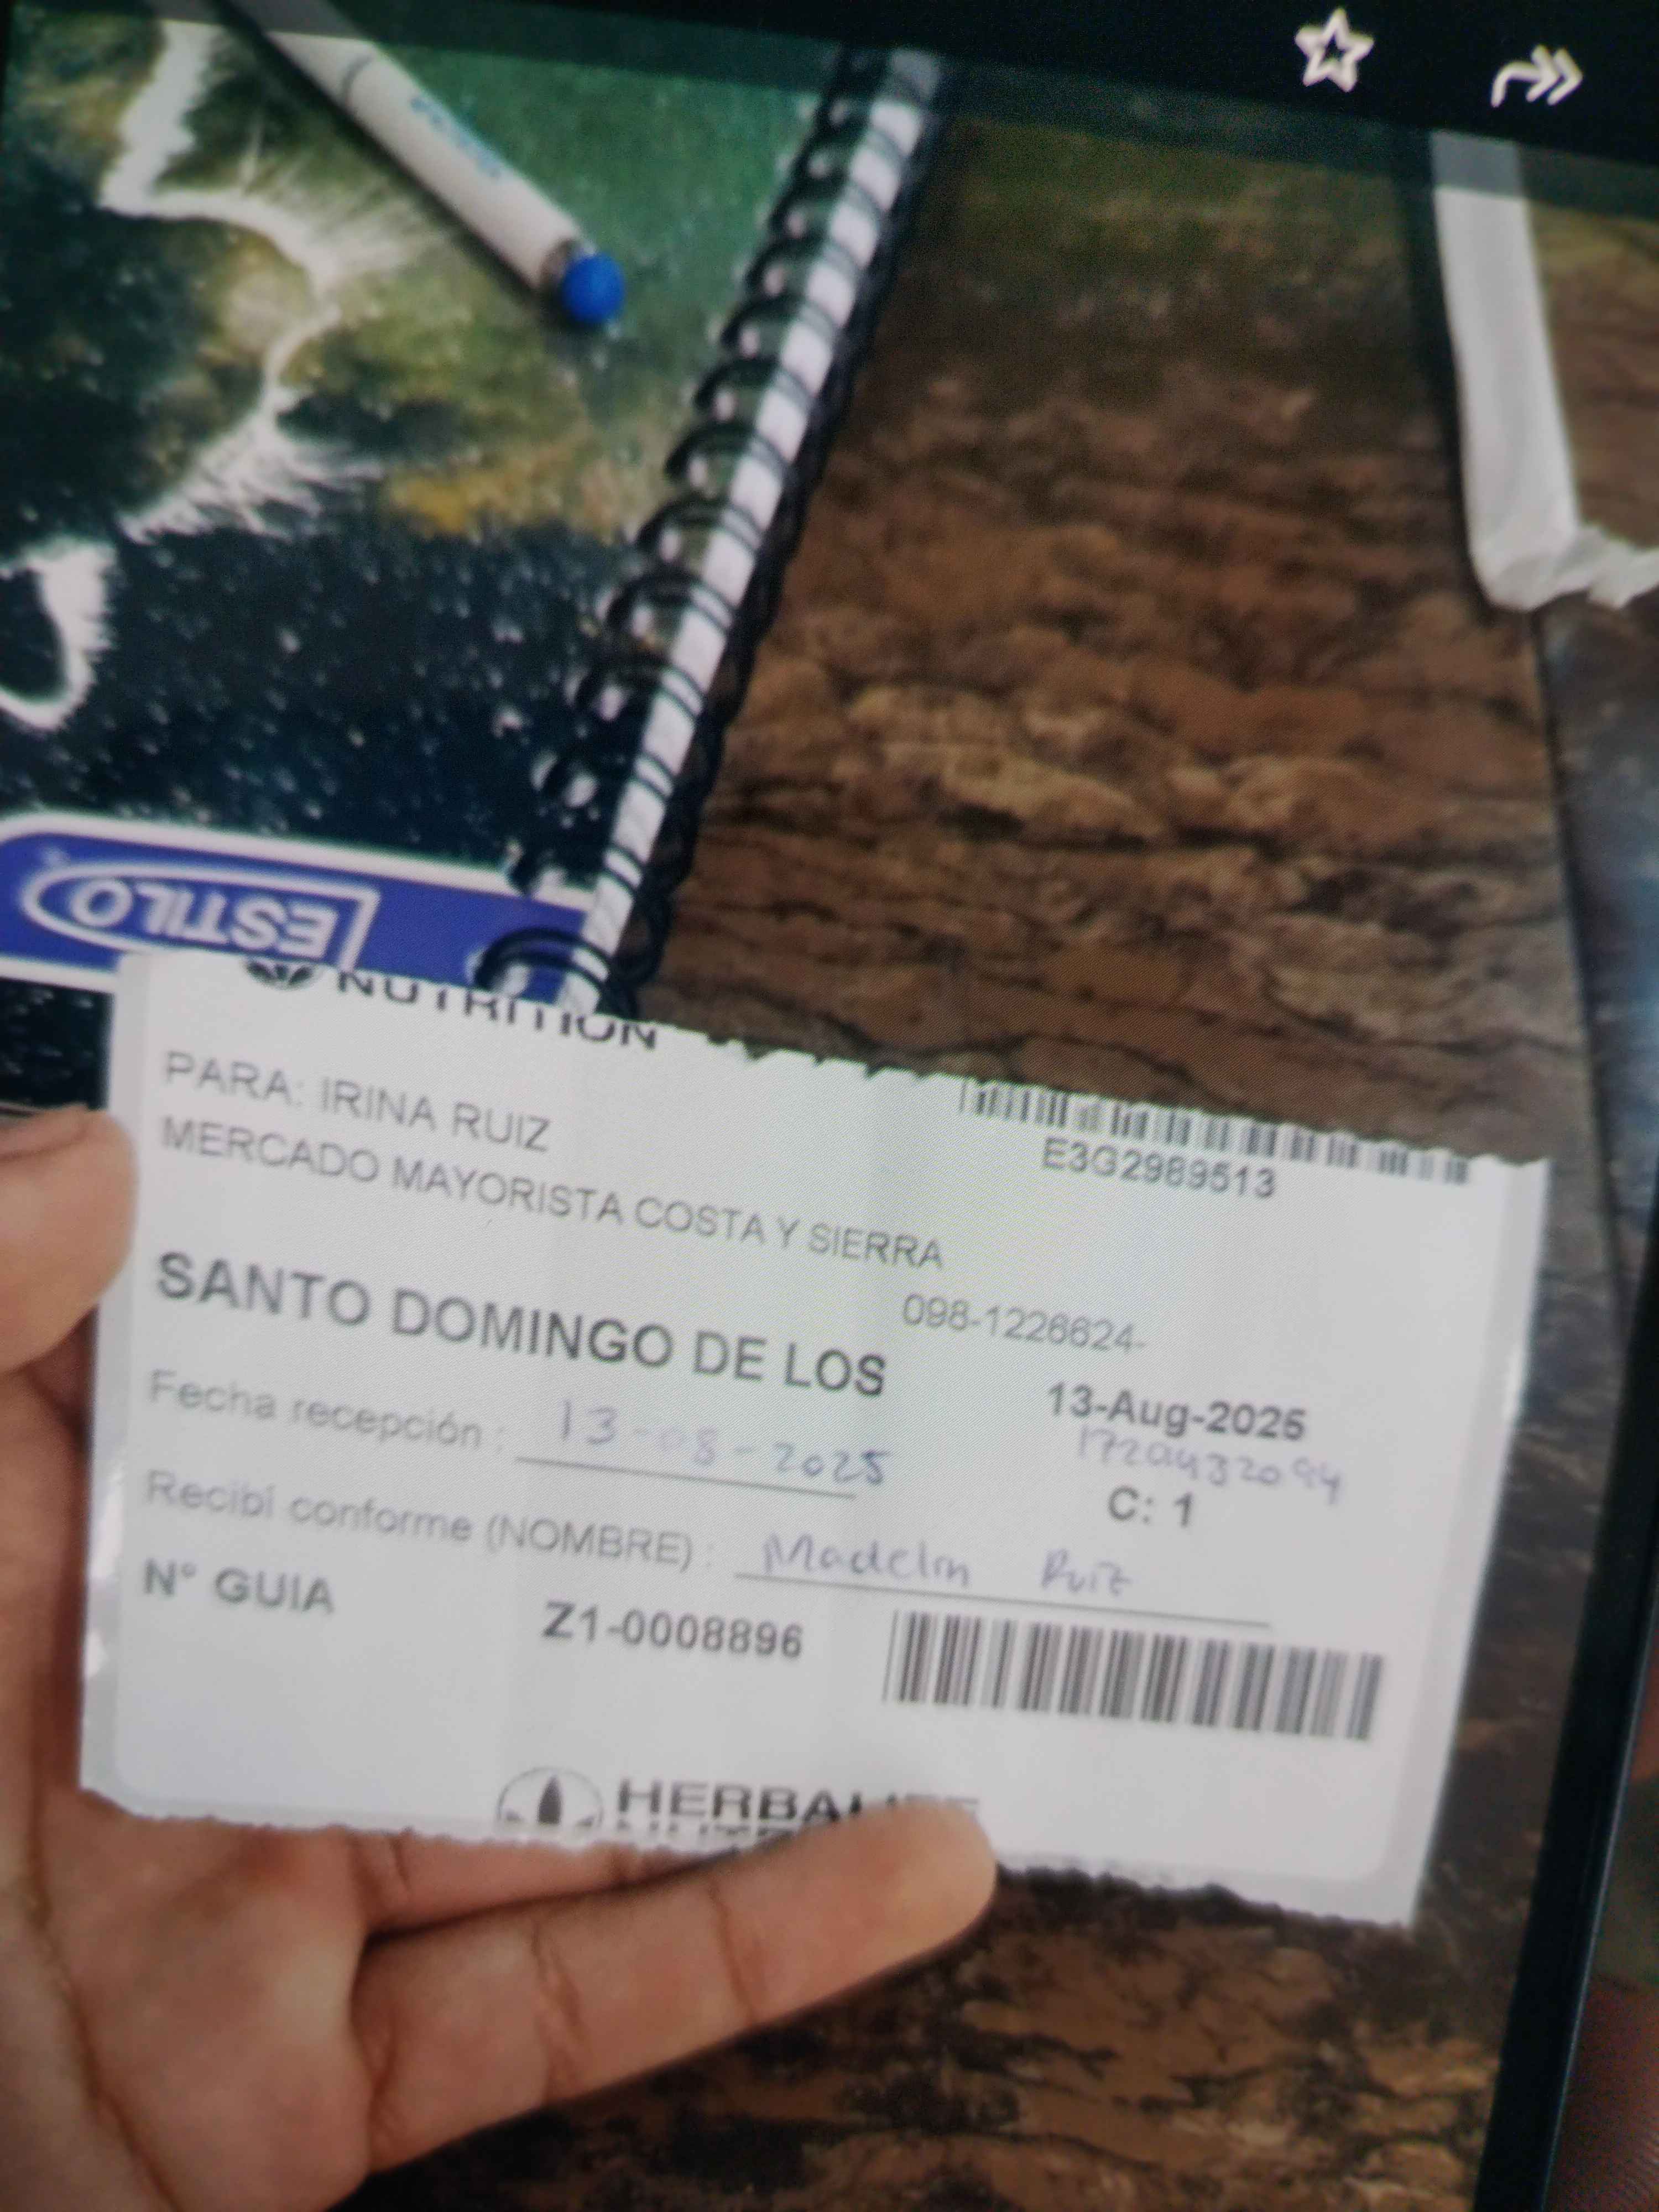 ESTILO
NUTRITION
PARA: IRINA RUIZ
E3G2989513
MERCADO MAYORISTA COSTA Y SIERRA
098-1226624-
SANTO DOMINGO DE LOS
13-Aug-2025
Fecha recepción : 13-08-2025
C: 1
Recibí conforme (NOMBRE) : Madelin Ruiz
N° GUIA Z1-0008896
HERBALIFE